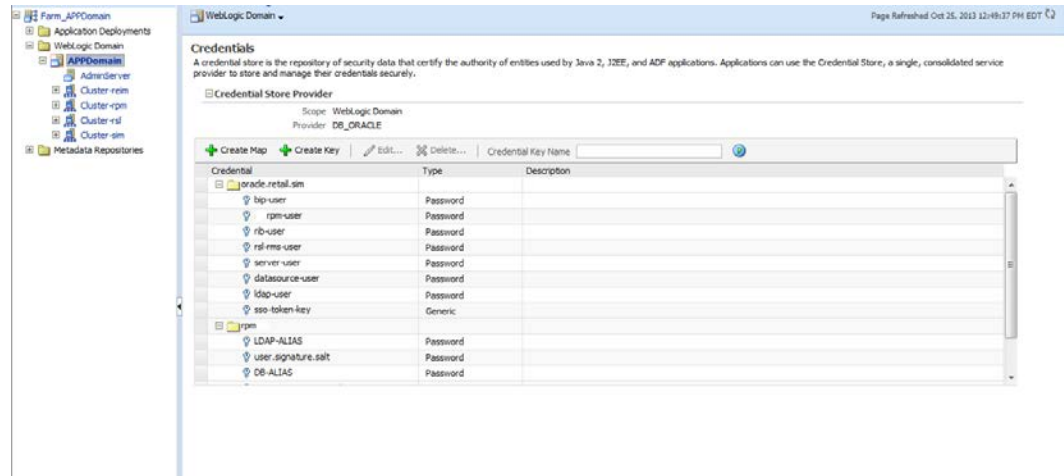 Farm_APPDomain
Application Deployments
WebLogic Domain
APPDomain
AdminServer
Cluster-reim
Cluster-rpm
Cluster-rsl
Cluster-sim
Metadata Repositories
WebLogic Domain
Page Refreshed Oct 25, 2013 12:49:37 PM EDT
Credentials
A credential store is the repository of security data that certify the authority of entities used by Java 2, J2EE, and ADF applications. Applications can use the Credential Store, a single, consolidated service
provider to store and manage their credentials securely.
Credential Store Provider
Scope WebLogic Domain
Provider DB_ORACLE
Create Map Create Key Edit... Delete... Credential Key Name
Credential Type Description
oracle.retail.sim
bip-user Password
rpm-user Password
rib-user Password
rsl-rms-user Password
server-user Password
datasource-user Password
ldap-user Password
sso-token-key Generic
rpm
LDAP-ALIAS Password
user.signature.salt Password
DB-ALIAS Password